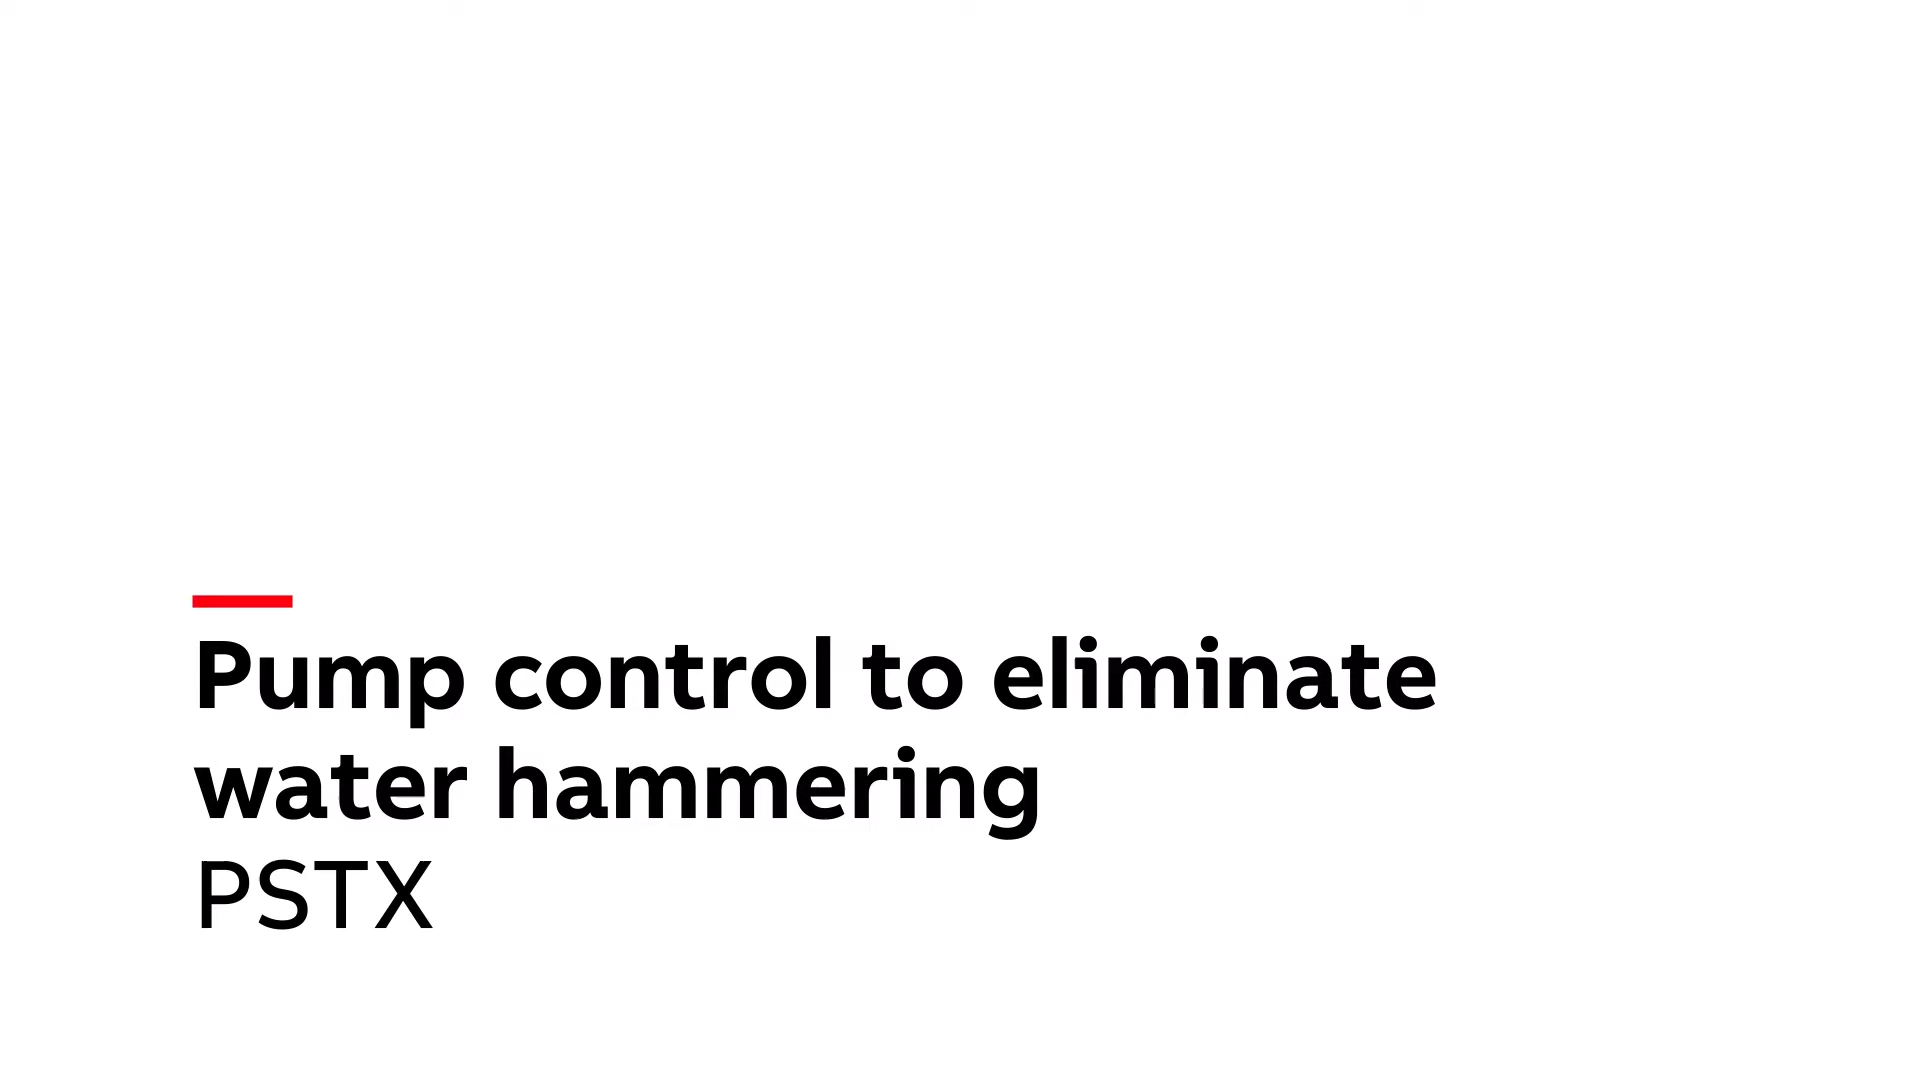 Pump control to eliminate
water hammering
PSTX